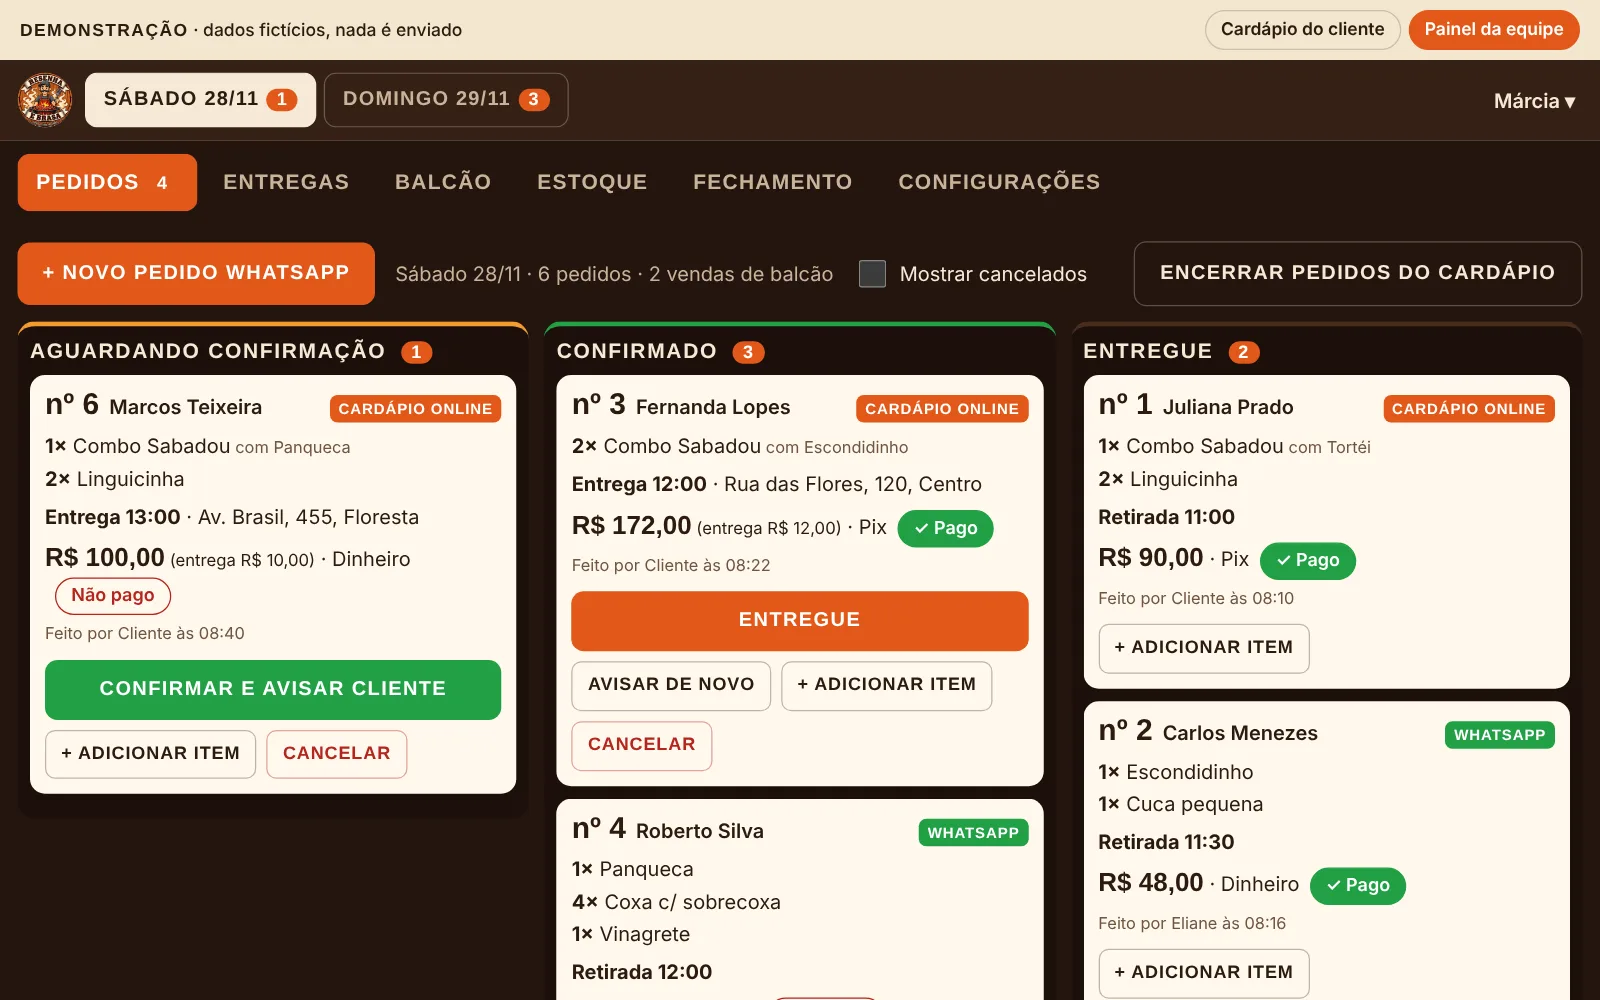 DEMONSTRAÇÃO · dados fictícios, nada é enviado
Cardápio do cliente
Painel da equipe
RESENHA
E BRASA
SÁBADO 28/11 1
DOMINGO 29/11 3
Márcia ▾
PEDIDOS 4
ENTREGAS
BALCÃO
ESTOQUE
FECHAMENTO
CONFIGURAÇÕES
+ NOVO PEDIDO WHATSAPP
Sábado 28/11 · 6 pedidos · 2 vendas de balcão
Mostrar cancelados
ENCERRAR PEDIDOS DO CARDÁPIO
AGUARDANDO CONFIRMAÇÃO 1
nº 6 Marcos Teixeira
CARDÁPIO ONLINE
1× Combo Sabadou com Panqueca
2× Linguicinha
Entrega 13:00 · Av. Brasil, 455, Floresta
R$ 100,00 (entrega R$ 10,00) · Dinheiro
Não pago
Feito por Cliente às 08:40
CONFIRMAR E AVISAR CLIENTE
+ ADICIONAR ITEM
CANCELAR
CONFIRMADO 3
nº 3 Fernanda Lopes
CARDÁPIO ONLINE
2× Combo Sabadou com Escondidinho
Entrega 12:00 · Rua das Flores, 120, Centro
R$ 172,00 (entrega R$ 12,00) · Pix ✓ Pago
Feito por Cliente às 08:22
ENTREGUE
AVISAR DE NOVO
+ ADICIONAR ITEM
CANCELAR
nº 4 Roberto Silva
WHATSAPP
1× Panqueca
4× Coxa c/ sobrecoxa
1× Vinagrete
Retirada 12:00
ENTREGUE 2
nº 1 Juliana Prado
CARDÁPIO ONLINE
1× Combo Sabadou com Tortéi
2× Linguicinha
Retirada 11:00
R$ 90,00 · Pix ✓ Pago
Feito por Cliente às 08:10
+ ADICIONAR ITEM
nº 2 Carlos Menezes
WHATSAPP
1× Escondidinho
1× Cuca pequena
Retirada 11:30
R$ 48,00 · Dinheiro ✓ Pago
Feito por Eliane às 08:16
+ ADICIONAR ITEM